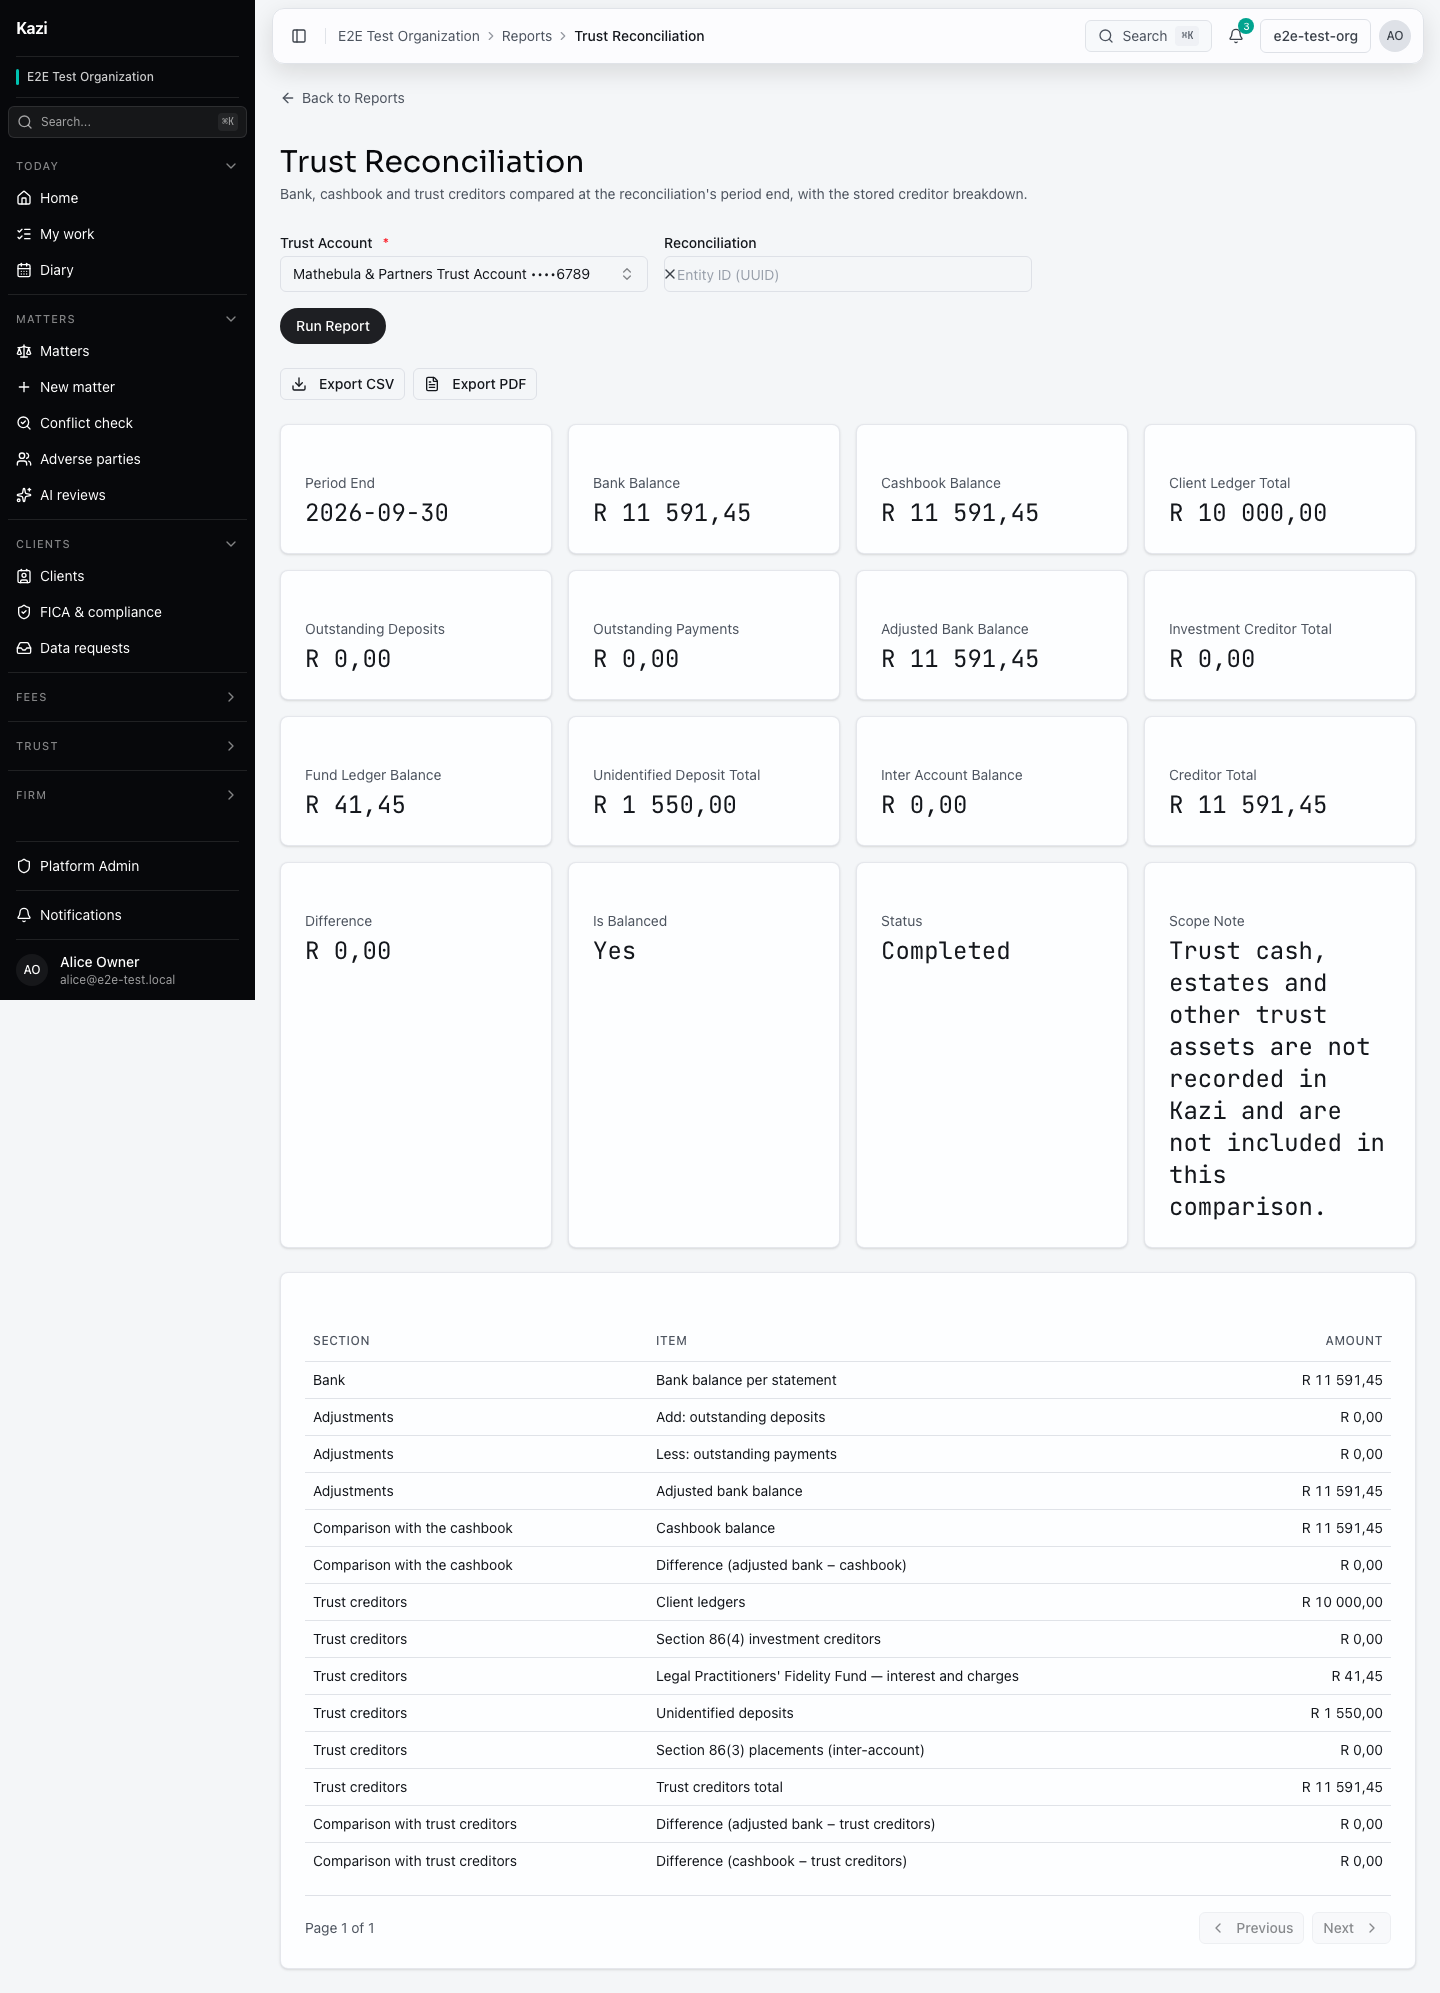 Kazi
E2E Test Organization
Search...
⌘K
TODAY
Home
My work
Diary
MATTERS
Matters
New matter
Conflict check
Adverse parties
AI reviews
CLIENTS
Clients
FICA & compliance
Data requests
FEES
TRUST
FIRM
Platform Admin
Notifications
AO
Alice Owner
alice@e2e-test.local
E2E Test Organization > Reports > Trust Reconciliation
Search ⌘K
3
e2e-test-org
AO
Back to Reports
Trust Reconciliation
Bank, cashbook and trust creditors compared at the reconciliation's period end, with the stored creditor breakdown.
Trust Account *
Mathebula & Partners Trust Account ••••6789
Reconciliation
Entity ID (UUID)
Run Report
Export CSV
Export PDF
Period End
2026-09-30
Bank Balance
R 11 591,45
Cashbook Balance
R 11 591,45
Client Ledger Total
R 10 000,00
Outstanding Deposits
R 0,00
Outstanding Payments
R 0,00
Adjusted Bank Balance
R 11 591,45
Investment Creditor Total
R 0,00
Fund Ledger Balance
R 41,45
Unidentified Deposit Total
R 1 550,00
Inter Account Balance
R 0,00
Creditor Total
R 11 591,45
Difference
R 0,00
Is Balanced
Yes
Status
Completed
Scope Note
Trust cash,
estates and
other trust
assets are not
recorded in
Kazi and are
not included in
this
comparison.
SECTION ITEM AMOUNT
Bank Bank balance per statement R 11 591,45
Adjustments Add: outstanding deposits R 0,00
Adjustments Less: outstanding payments R 0,00
Adjustments Adjusted bank balance R 11 591,45
Comparison with the cashbook Cashbook balance R 11 591,45
Comparison with the cashbook Difference (adjusted bank – cashbook) R 0,00
Trust creditors Client ledgers R 10 000,00
Trust creditors Section 86(4) investment creditors R 0,00
Trust creditors Legal Practitioners' Fidelity Fund — interest and charges R 41,45
Trust creditors Unidentified deposits R 1 550,00
Trust creditors Section 86(3) placements (inter-account) R 0,00
Trust creditors Trust creditors total R 11 591,45
Comparison with trust creditors Difference (adjusted bank – trust creditors) R 0,00
Comparison with trust creditors Difference (cashbook – trust creditors) R 0,00
Page 1 of 1
Previous
Next